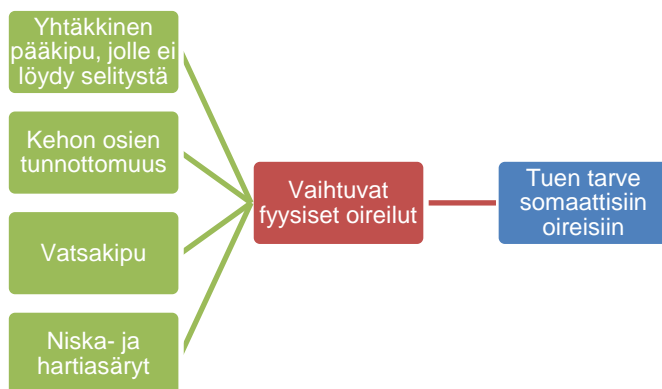 Yhtäkkinen
pääkipu, jolle ei
löydy selitystä
Kehon osien
tunnottomuus
Vatsakipu
Niska- ja
hartiasäryt
Vaihtuvat
fyysiset oireilut
Tuen tarve
somaattisiin
oireisiin